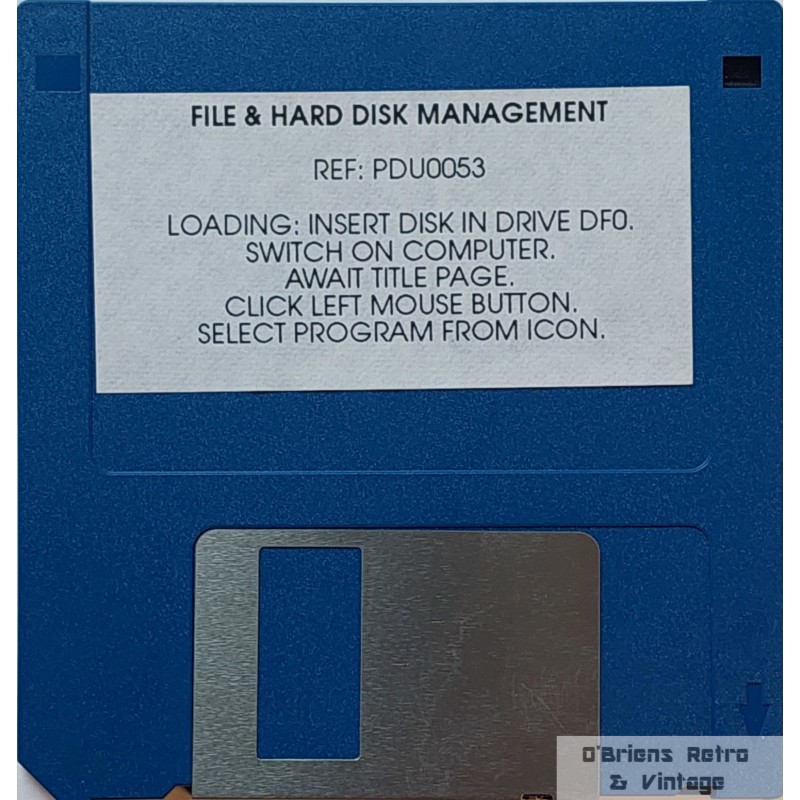 FILE & HARD DISK MANAGEMENT
REF: PDU0053
LOADING: INSERT DISK IN DRIVE DF0.
SWITCH ON COMPUTER.
AWAIT TITLE PAGE.
CLICK LEFT MOUSE BUTTON.
SELECT PROGRAM FROM ICON.
O'Briens Retro
& Vintage